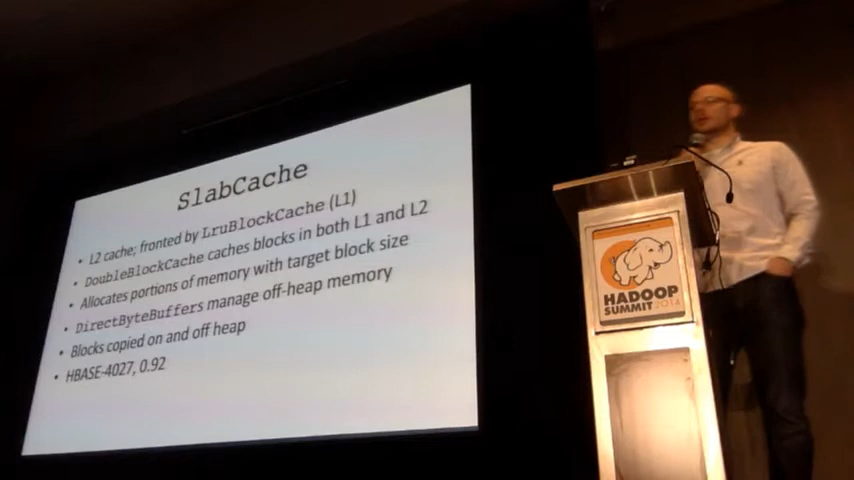 SlabCache
• L2 cache; fronted by LruBlockCache (L1)
• DoubleBlockCache caches blocks in both L1 and L2
• Allocates portions of memory with target block size
• DirectByteBuffers manage off-heap memory
• Blocks copied on and off heap
• HBASE-4027, 0.92
HADOOP
SUMMIT 2014